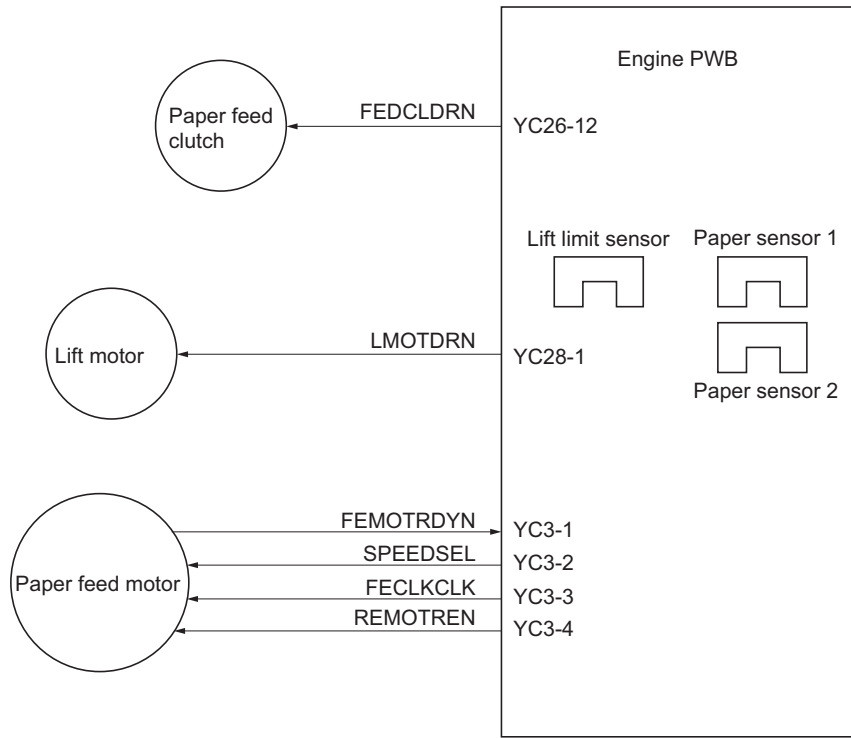 Engine PWB
Paper feed
clutch
FEDCLDRN
YC26-12
Lift limit sensor
Paper sensor 1
Lift motor
LMOTDRN
YC28-1
Paper sensor 2
Paper feed motor
FEMOTRDYN
YC3-1
SPEEDSEL
YC3-2
FECLKCLK
YC3-3
REMOTREN
YC3-4